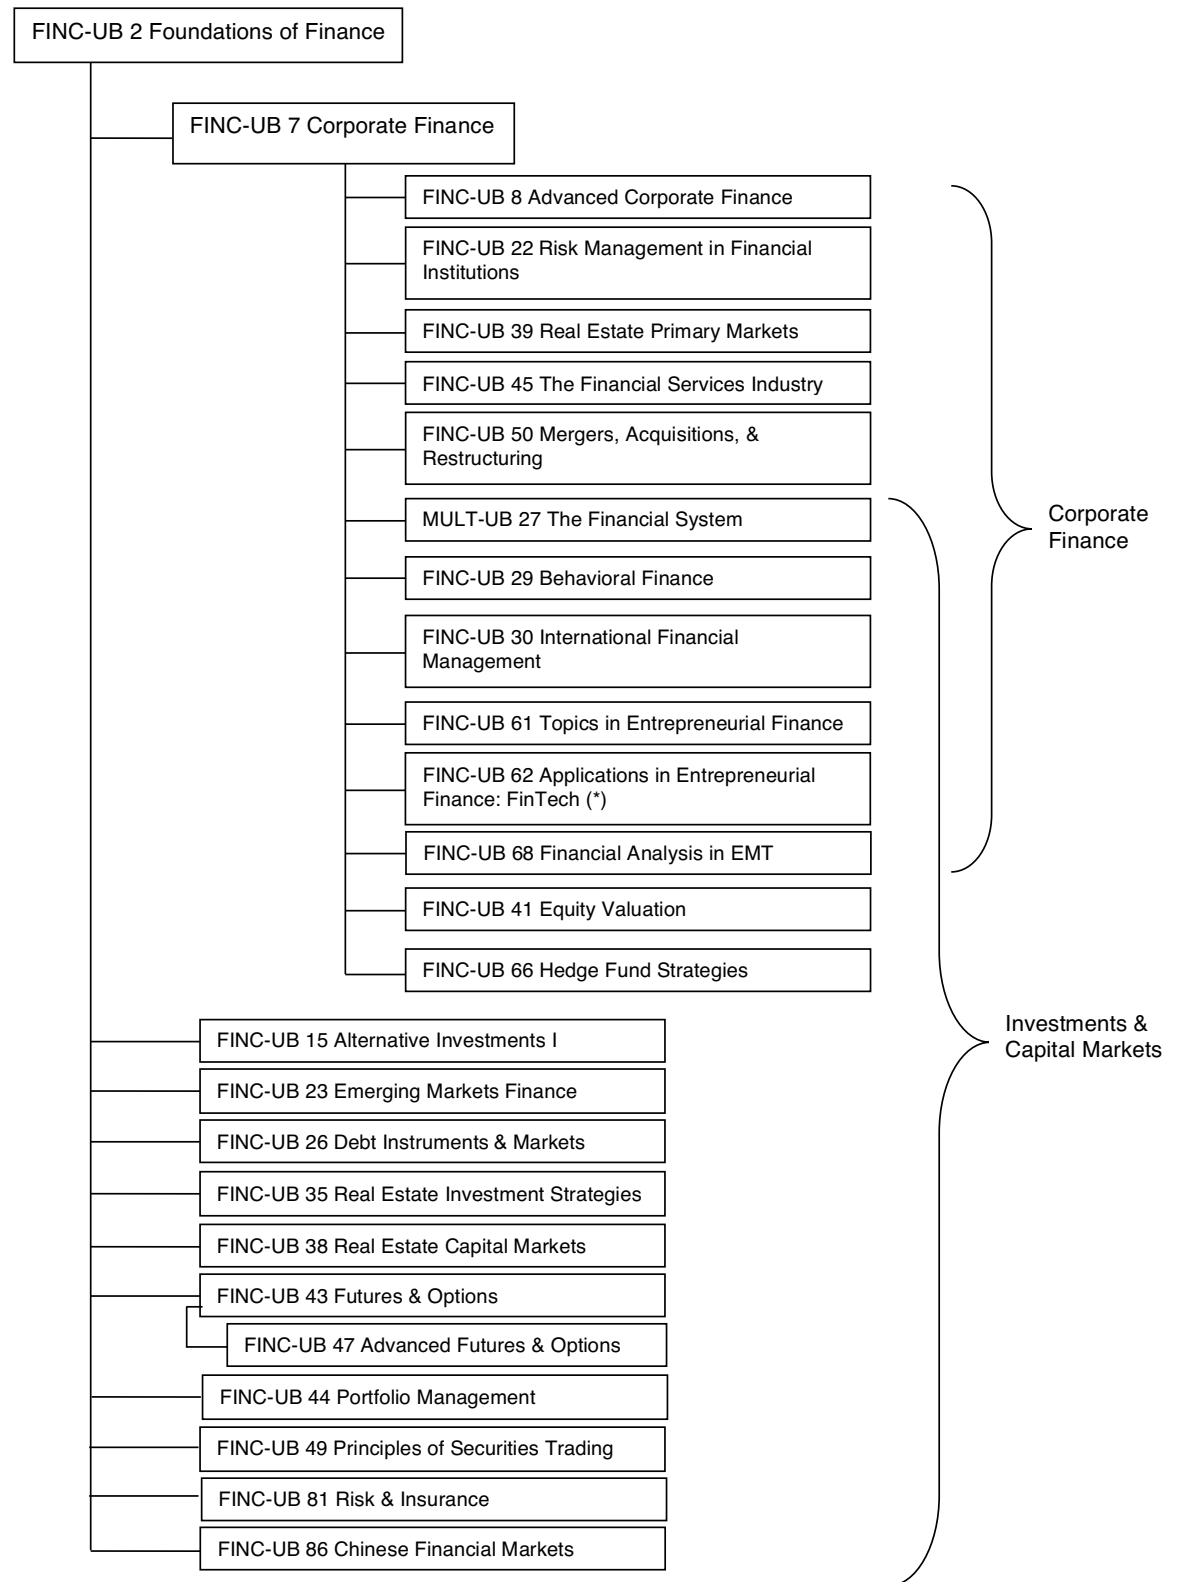 FINC-UB 2 Foundations of Finance
FINC-UB 7 Corporate Finance
FINC-UB 8 Advanced Corporate Finance
FINC-UB 22 Risk Management in Financial
Institutions
FINC-UB 39 Real Estate Primary Markets
FINC-UB 45 The Financial Services Industry
FINC-UB 50 Mergers, Acquisitions, &
Restructuring
MULT-UB 27 The Financial System
FINC-UB 29 Behavioral Finance
FINC-UB 30 International Financial
Management
FINC-UB 61 Topics in Entrepreneurial Finance
FINC-UB 62 Applications in Entrepreneurial
Finance: FinTech (*)
FINC-UB 68 Financial Analysis in EMT
FINC-UB 41 Equity Valuation
FINC-UB 66 Hedge Fund Strategies
Corporate
Finance
FINC-UB 15 Alternative Investments I
FINC-UB 23 Emerging Markets Finance
FINC-UB 26 Debt Instruments & Markets
FINC-UB 35 Real Estate Investment Strategies
FINC-UB 38 Real Estate Capital Markets
FINC-UB 43 Futures & Options
FINC-UB 47 Advanced Futures & Options
FINC-UB 44 Portfolio Management
FINC-UB 49 Principles of Securities Trading
FINC-UB 81 Risk & Insurance
FINC-UB 86 Chinese Financial Markets
Investments &
Capital Markets